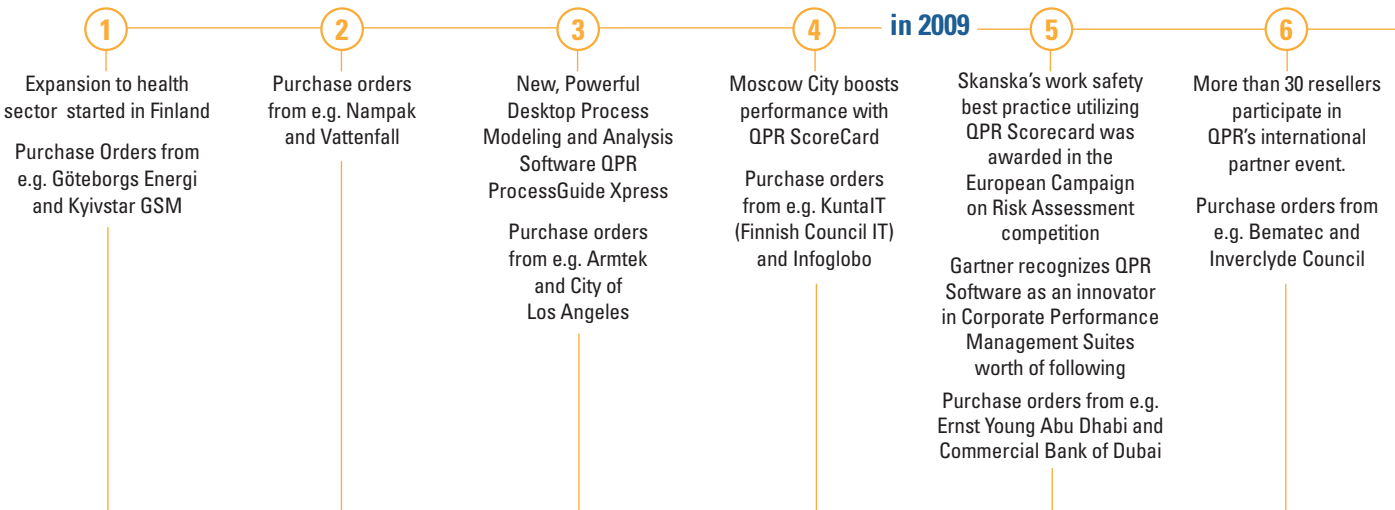 1
Expansion to health
sector started in Finland
Purchase Orders from
e.g. Göteborgs Energi
and Kyivstar GSM
2
Purchase orders
from e.g. Nampak
and Vattenfall
3
New, Powerful
Desktop Process
Modeling and Analysis
Software QPR
ProcessGuide Xpress
Purchase orders
from e.g. Armtek
and City of
Los Angeles
4
Moscow City boosts
performance with
QPR ScoreCard
Purchase orders
from e.g. KuntaIT
(Finnish Council IT)
and Infoglobo
in 2009
5
Skanska's work safety
best practice utilizing
QPR Scorecard was
awarded in the
European Campaign
on Risk Assessment
competition
Gartner recognizes QPR
Software as an innovator
in Corporate Performance
Management Suites
worth of following
Purchase orders from e.g.
Ernst Young Abu Dhabi and
Commercial Bank of Dubai
6
More than 30 resellers
participate in
QPR's international
partner event.
Purchase orders from
e.g. Bematec and
Inverclyde Council